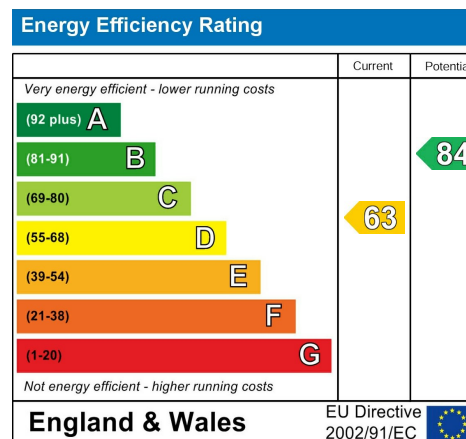 Energy Efficiency Rating
Current Potentia
Very energy efficient - lower running costs
(92 plus) A
(81-91) B
84
(69-80) C
63
(55-68) D
(39-54) E
(21-38) F
(1-20) G
Not energy efficient - higher running costs
England & Wales
EU Directive
2002/91/EC